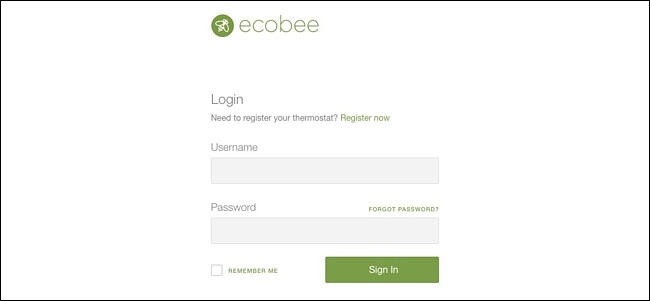 ecobee
Login
Need to register your thermostat? Register now
Username
Password FORGOT PASSWORD?
REMEMBER ME Sign In